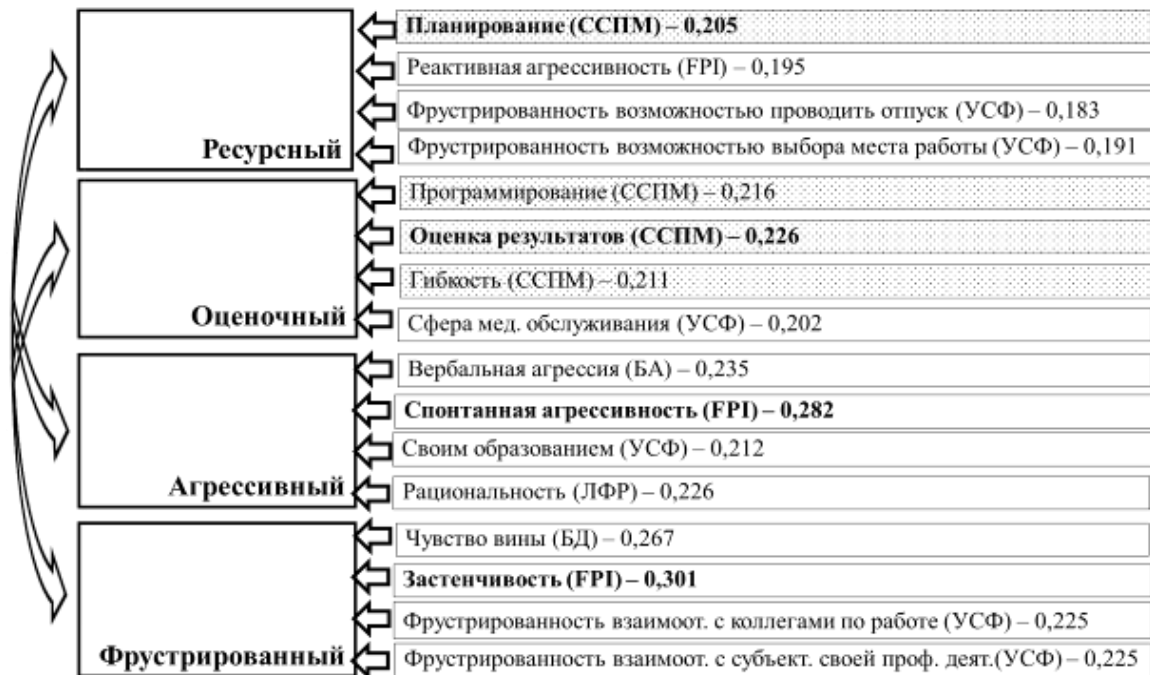 Планирование (ССПМ) – 0,205
Реактивная агрессивность (FPI) – 0,195
Фрустрированность возможностью проводить отпуск (УСФ) – 0,183
Ресурсный
Фрустрированность возможностью выбора места работы (УСФ) – 0,191
Программирование (ССПМ) – 0,216
Оценка результатов (ССПМ) – 0,226
Гибкость (ССПМ) – 0,211
Оценочный
Сфера мед. обслуживания (УСФ) – 0,202
Вербальная агрессия (БА) – 0,235
Спонтанная агрессивность (FPI) – 0,282
Своим образованием (УСФ) – 0,212
Агрессивный
Рациональность (ЛФР) – 0,226
Чувство вины (БД) – 0,267
Застенчивость (FPI) – 0,301
Фрустрированность взаимоот. с коллегами по работе (УСФ) – 0,225
Фрустрированный
Фрустрированность взаимоот. с субъект. своей проф. деят.(УСФ) – 0,225